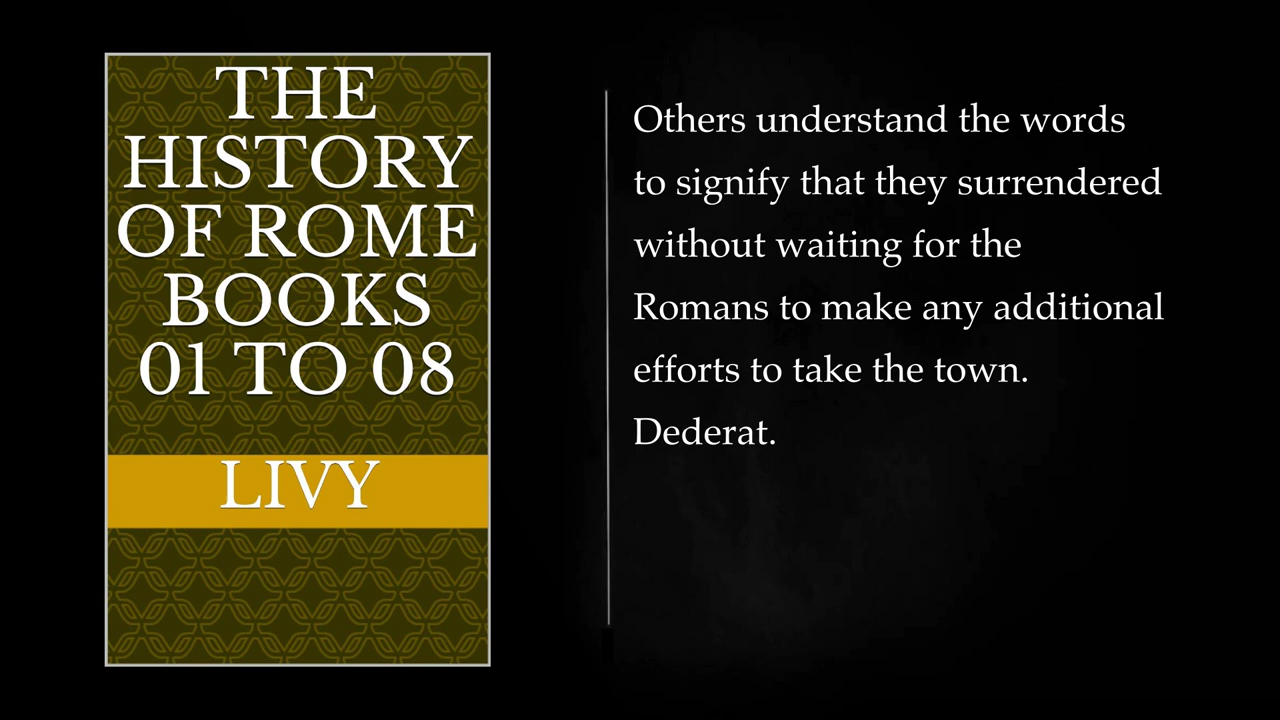 THE
HISTORY
OF ROME
BOOKS
01 TO 08
LIVY
Others understand the words
to signify that they surrendered
without waiting for the
Romans to make any additional
efforts to take the town.
Dederat.